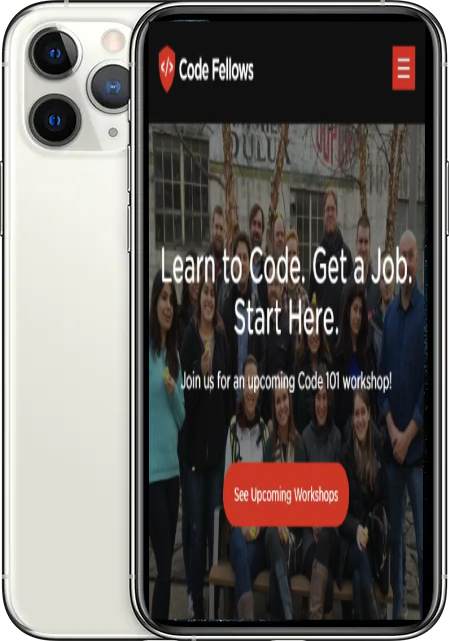 Code Fellows
DULUX
Learn to Code. Get a Job.
Start Here.
Join us for an upcoming Code 101 workshop!
See Upcoming Workshops